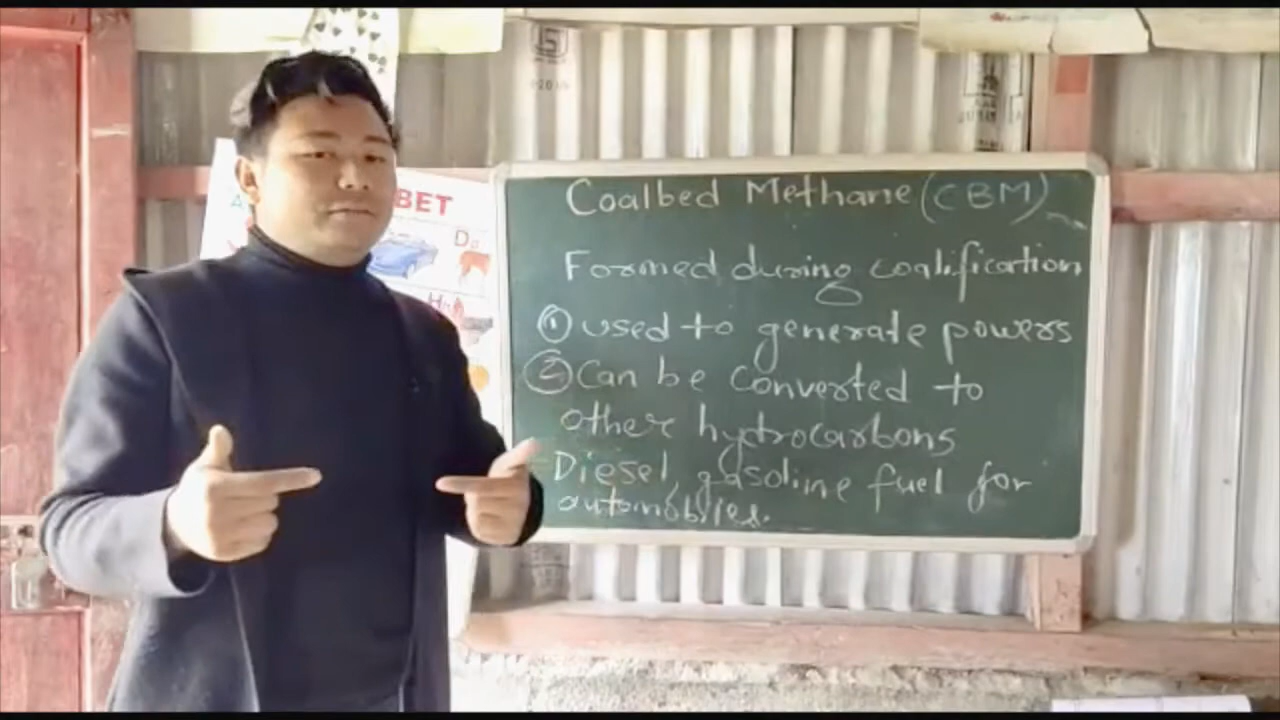 BET
D
H
Coalbed Methane (CBM)
Formed during coalification
① used to generate powers
② Can be converted to
other hydrocarbons
Diesel, gasoline fuel for
automobiles.